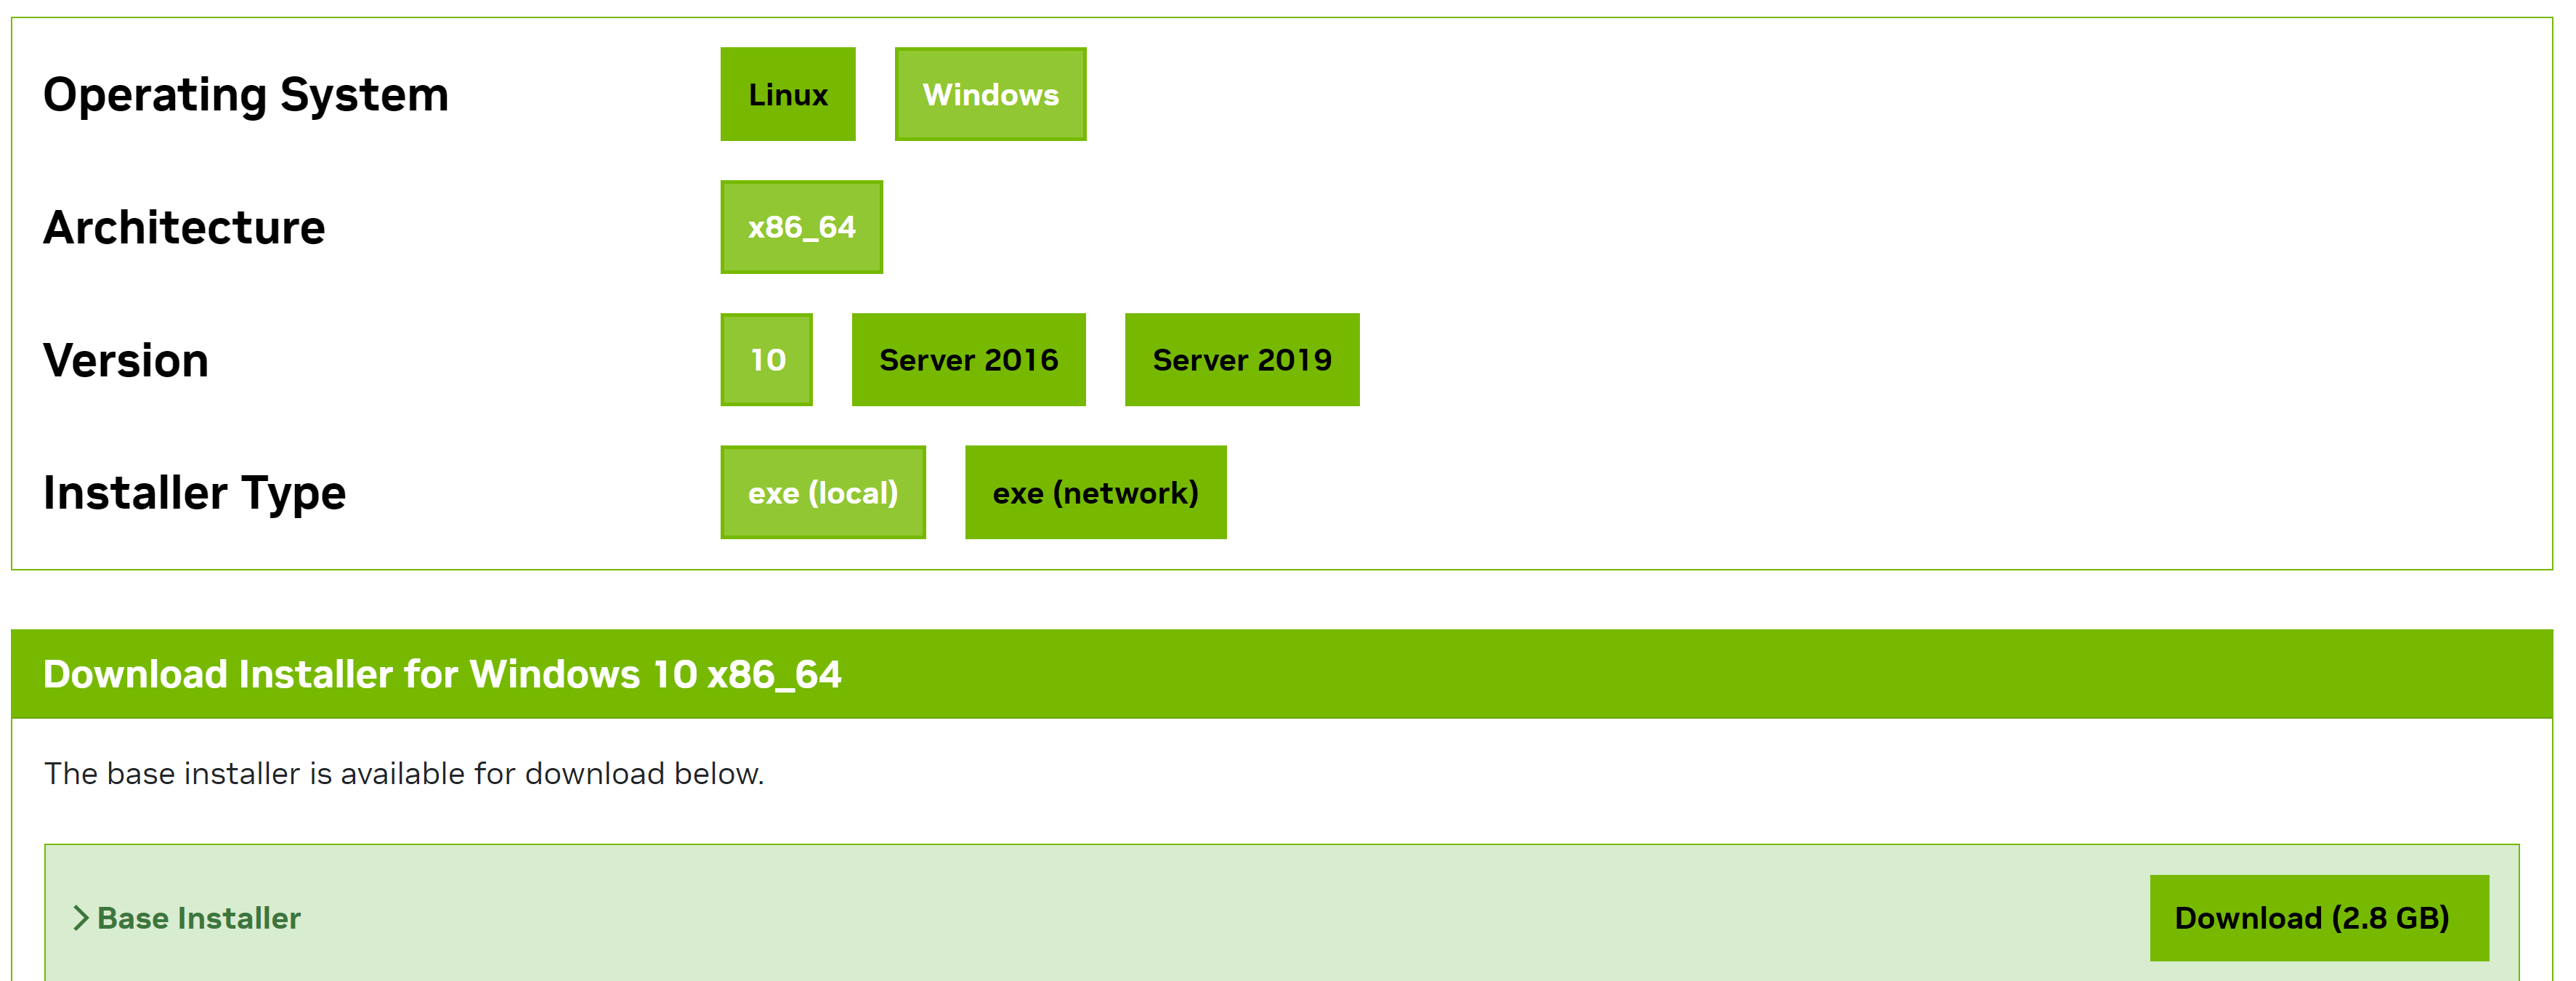 Operating System Linux Windows
Architecture x86_64
Version 10 Server 2016 Server 2019
Installer Type exe (local) exe (network)
Download Installer for Windows 10 x86_64
The base installer is available for download below.
Base Installer Download (2.8 GB)